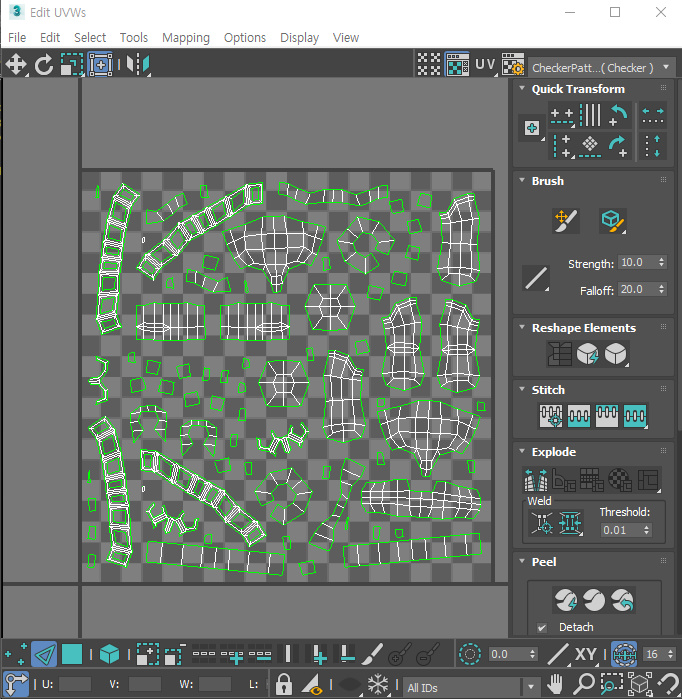 3 Edit UVWs
File Edit Select Tools Mapping Options Display View
UV CheckerPatt...( Checker )
Quick Transform
Brush
Strength: 10.0
Falloff: 20.0
Reshape Elements
Stitch
Explode
Weld
Threshold:
0.01
Peel
Detach
0.0 XY 16
U: V: W: L: All IDs